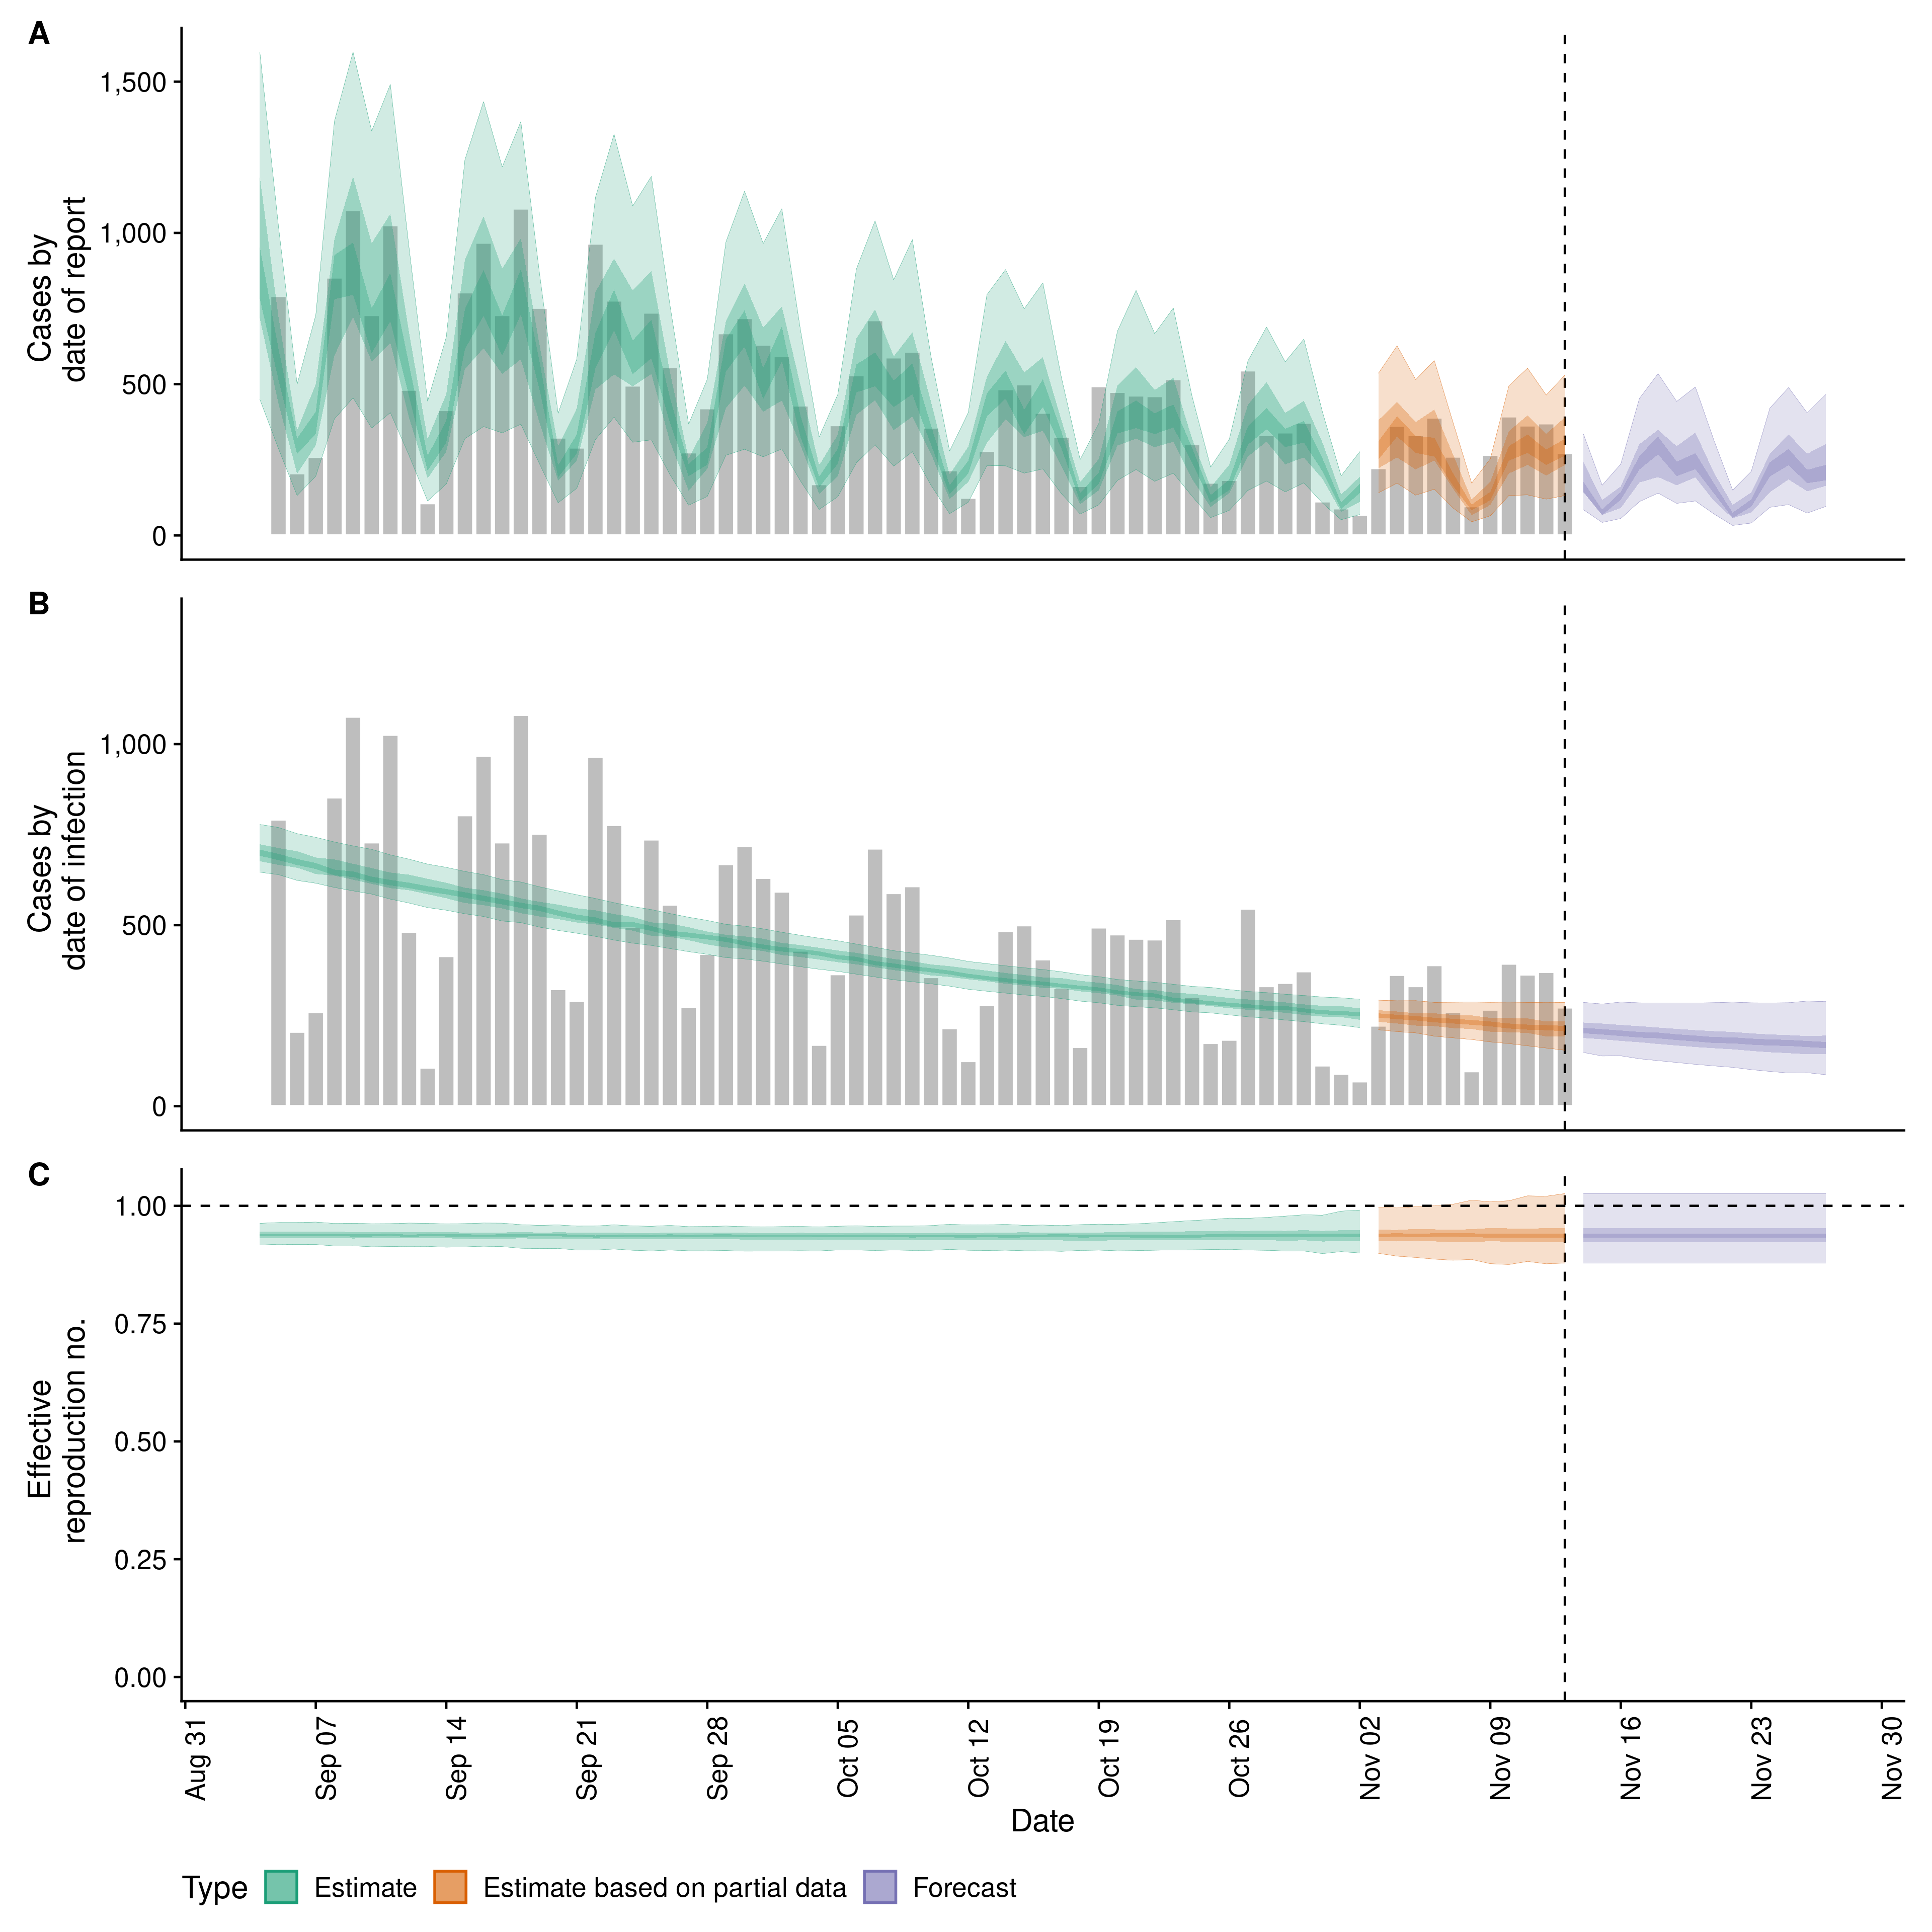 A
Cases by
date of report
1,500
1,000
500
0
B
Cases by
date of infection
1,000
500
0
C
Effective
reproduction no.
1.00
0.75
0.50
0.25
0.00
Aug 31
Sep 07
Sep 14
Sep 21
Sep 28
Oct 05
Oct 12
Oct 19
Oct 26
Nov 02
Nov 09
Nov 16
Nov 23
Nov 30
Date
Type
Estimate
Estimate based on partial data
Forecast